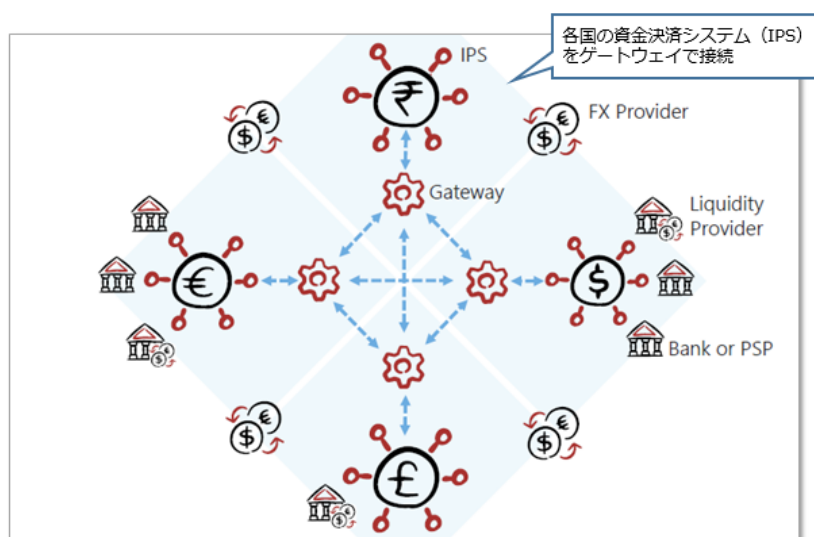 各国の資金決済システム（IPS）
をゲートウェイで接続
IPS
₹
€
$
FX Provider
€
$
Gateway
Liquidity
Provider
€
$
€
$
€
$
Bank or PSP
€
$
€
$
€
$
£
€
$